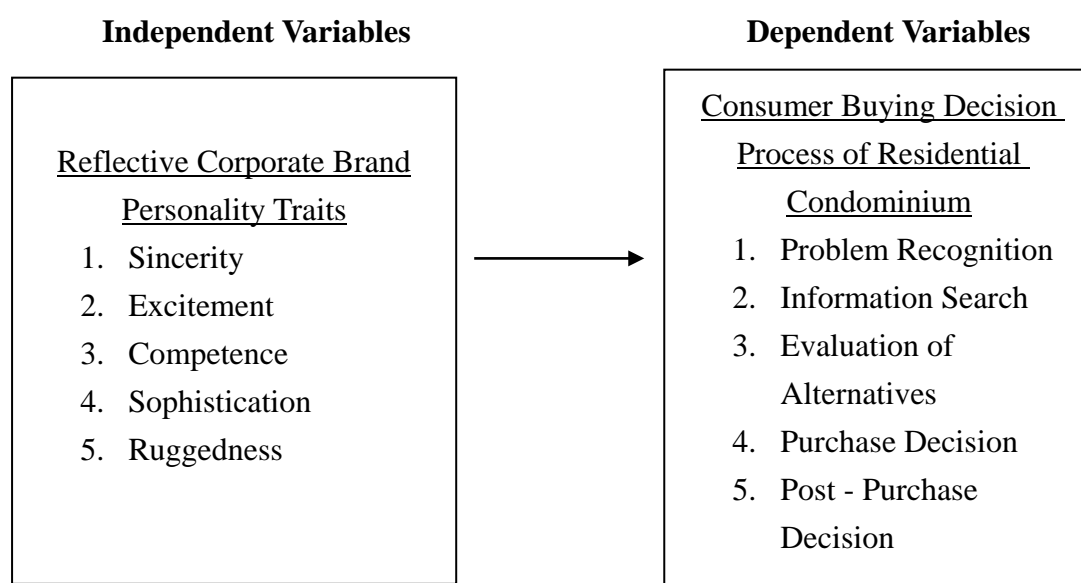 Independent Variables
Reflective Corporate Brand
Personality Traits
1. Sincerity
2. Excitement
3. Competence
4. Sophistication
5. Ruggedness
Dependent Variables
Consumer Buying Decision
Process of Residential
Condominium
1. Problem Recognition
2. Information Search
3. Evaluation of
Alternatives
4. Purchase Decision
5. Post - Purchase
Decision